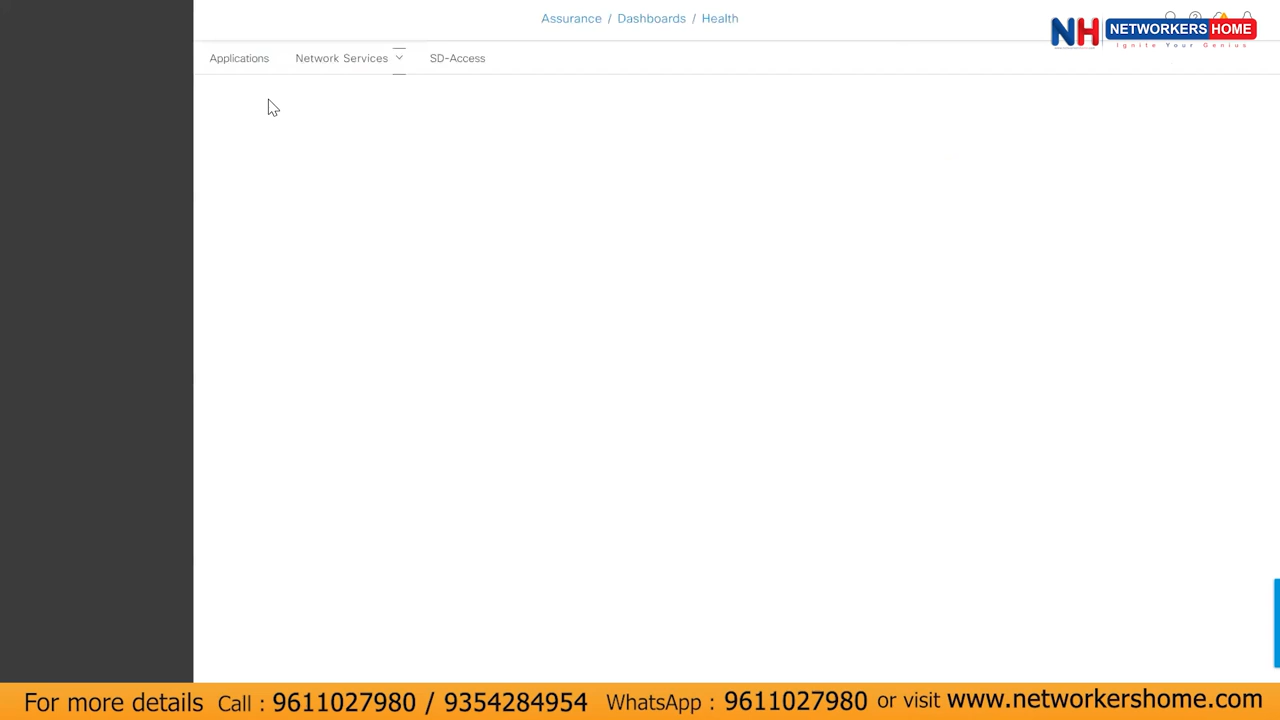 Assurance / Dashboards / Health
NH NETWORKERS HOME
Ignite Your Genius
Applications Network Services SD-Access
For more details Call : 9611027980 / 9354284954 WhatsApp : 9611027980 or visit www.networkershome.com